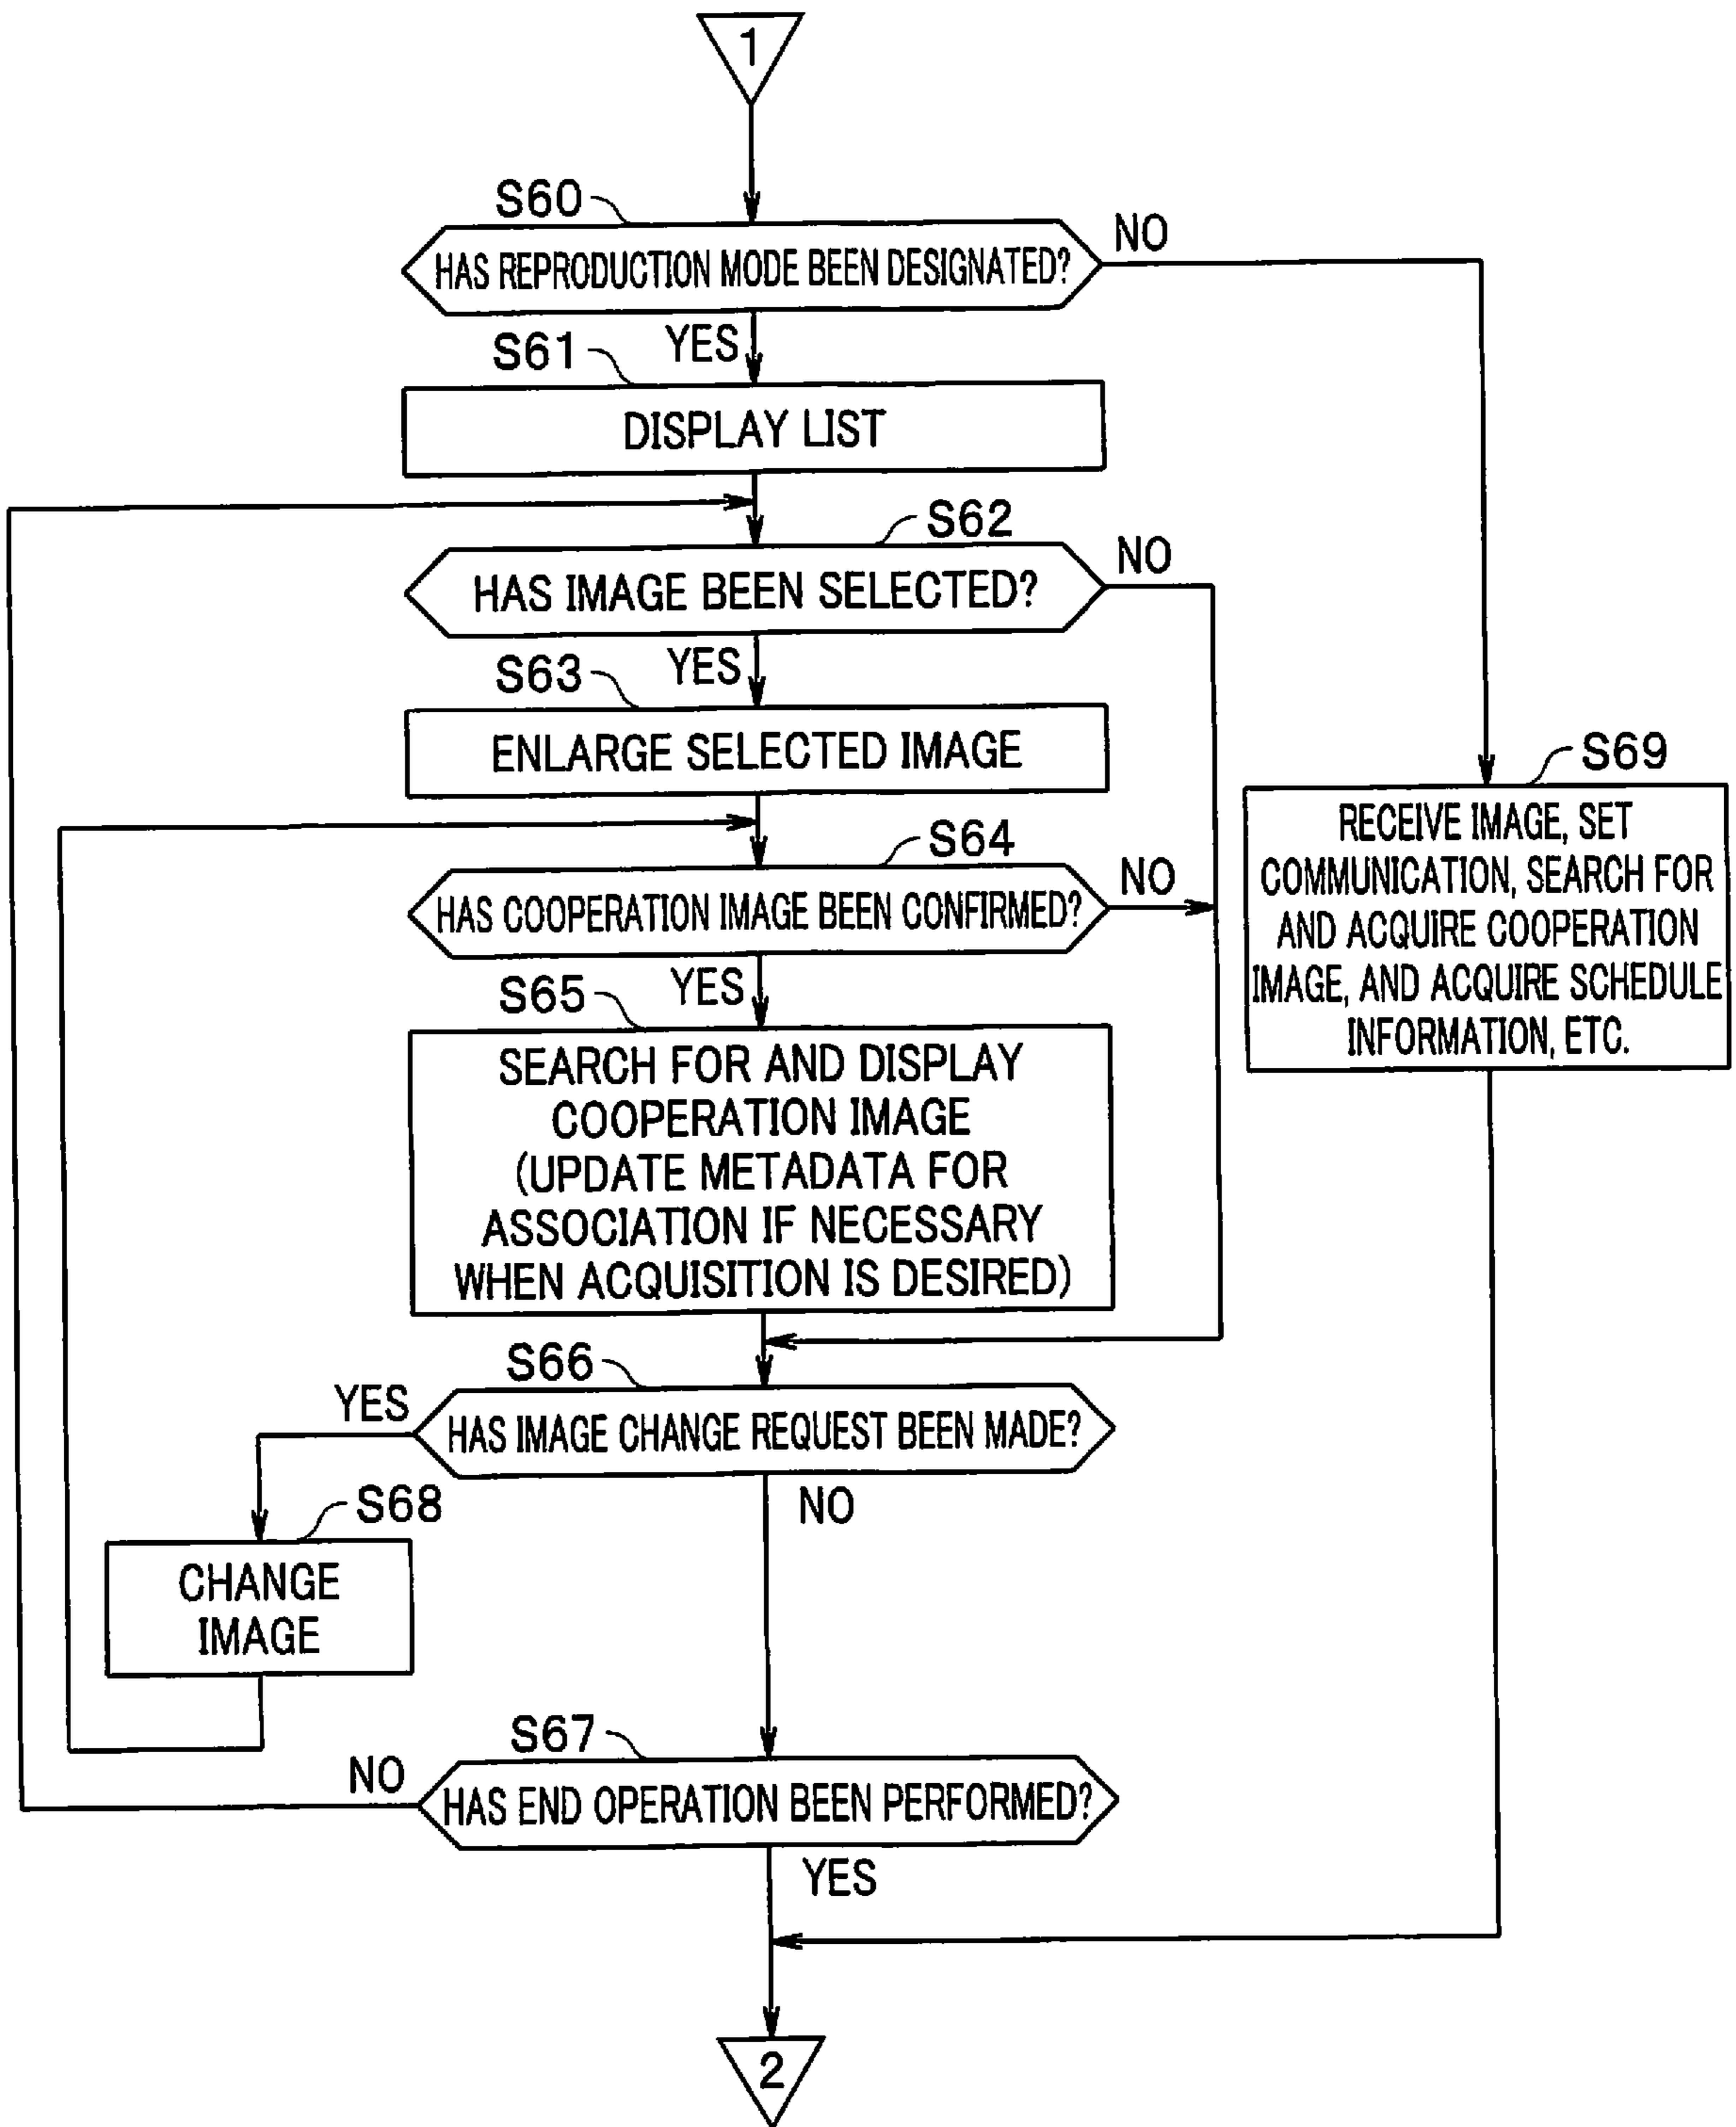 1
S60
HAS REPRODUCTION MODE BEEN DESIGNATED?
NO
YES
S61
DISPLAY LIST
S62
HAS IMAGE BEEN SELECTED?
NO
YES
S63
ENLARGE SELECTED IMAGE
S69
RECEIVE IMAGE, SET
COMMUNICATION, SEARCH FOR
AND ACQUIRE COOPERATION
IMAGE, AND ACQUIRE SCHEDULE
INFORMATION, ETC.
S64
HAS COOPERATION IMAGE BEEN CONFIRMED?
NO
YES
S65
SEARCH FOR AND DISPLAY
COOPERATION IMAGE
(UPDATE METADATA FOR
ASSOCIATION IF NECESSARY
WHEN ACQUISITION IS DESIRED)
S66
YES
HAS IMAGE CHANGE REQUEST BEEN MADE?
NO
S68
CHANGE
IMAGE
S67
NO
HAS END OPERATION BEEN PERFORMED?
YES
2